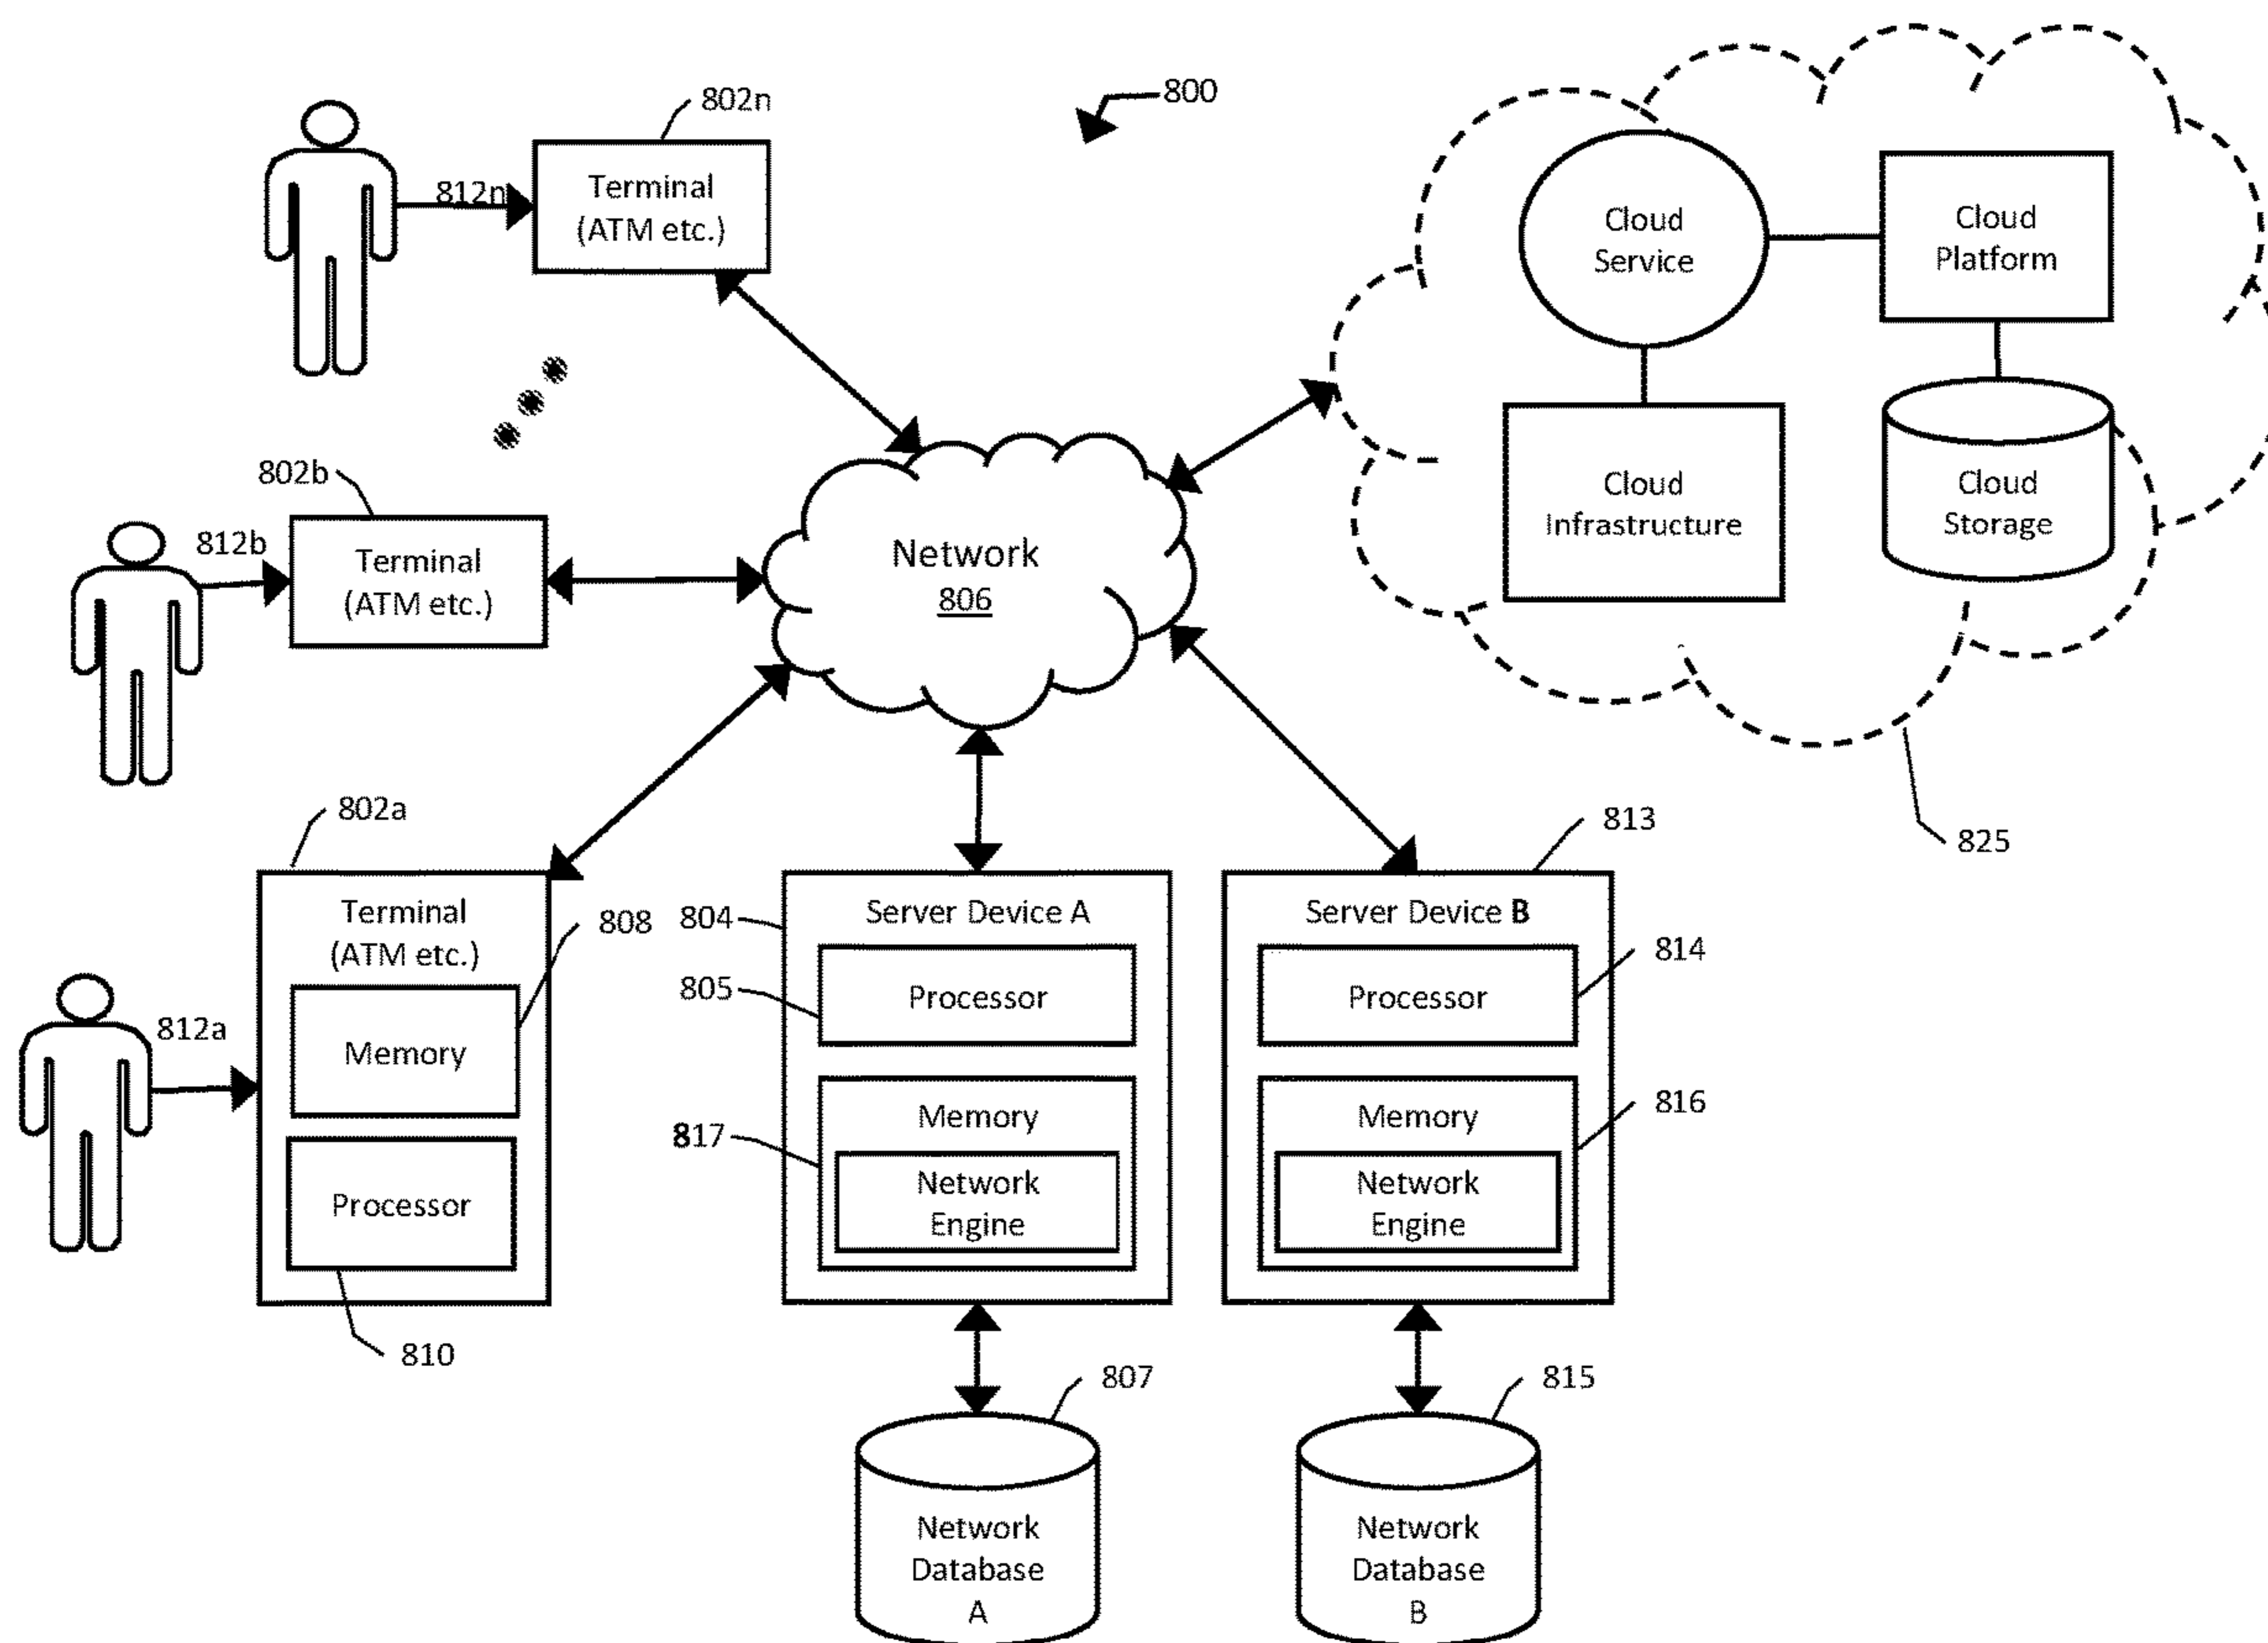 802n
800
812n
Terminal
(ATM etc.)
Cloud
Service
Cloud
Platform
802b
812b
Terminal
(ATM etc.)
Network
806
Cloud
Infrastructure
Cloud
Storage
802a
813
825
Terminal
(ATM etc.)
808
804
Server Device A
Server Device B
814
805
Processor
Processor
812a
Memory
817
Memory
Memory
816
Network
Engine
Network
Engine
Processor
810
807
815
Network
Database
A
Network
Database
B